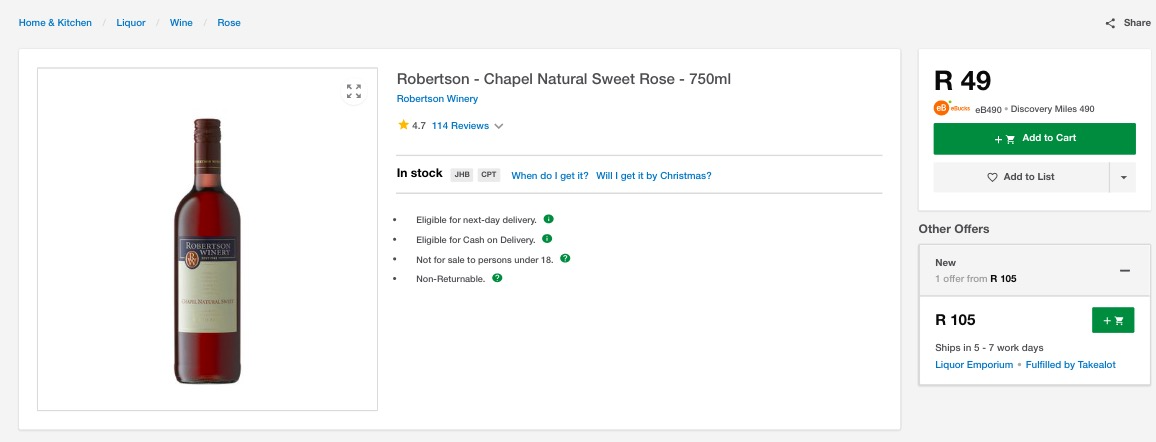 Home & Kitchen / Liquor / Wine / Rose
Share
Robertson - Chapel Natural Sweet Rose - 750ml
Robertson Winery
4.7 114 Reviews
In stock JHB CPT When do I get it? Will I get it by Christmas?
• Eligible for next-day delivery.
• Eligible for Cash on Delivery.
• Not for sale to persons under 18.
• Non-Returnable.
ROBERTSON
WINERY
CHAPEL NATURAL SWEET
R 49
eB eBucks eB490 • Discovery Miles 490
+ Add to Cart
Add to List
Other Offers
New
1 offer from R 105
R 105
+
Ships in 5 - 7 work days
Liquor Emporium • Fulfilled by Takealot